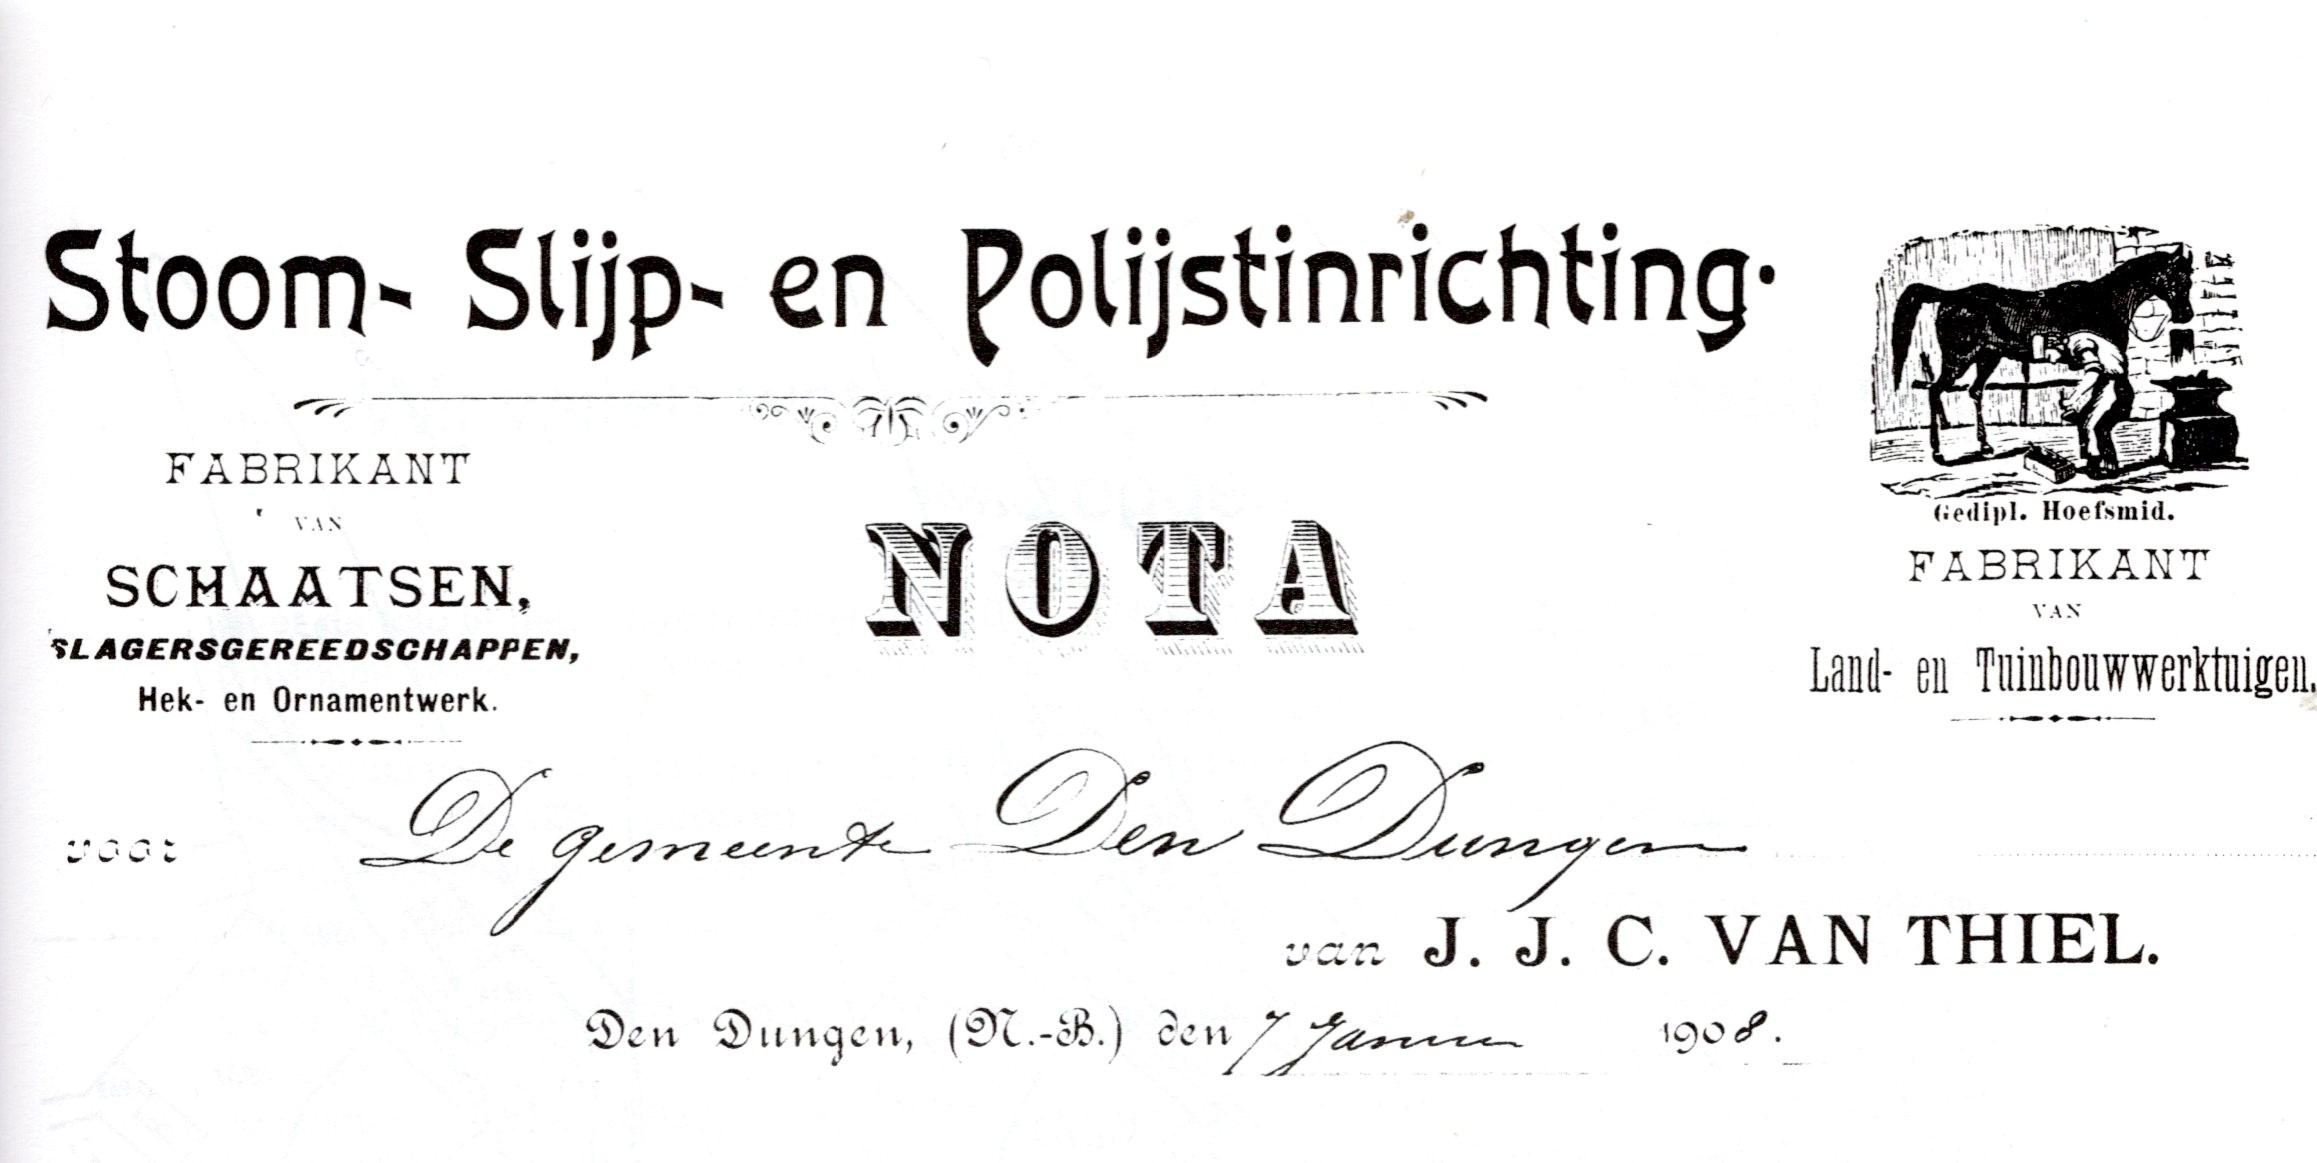 Stoom- Slijp- en Polijstinrichting.
FABRIKANT
VAN
SCHAATSEN,
SLAGERSGEREEDSCHAPPEN,
Hek- en Ornamentwerk.
NOTA
Gedipl. Hoefsmid.
FABRIKANT
VAN
Land- en Tuinbouwwerktuigen.
voor De gemeente Den Dungen
van J. J. C. VAN THIEL.
Den Dungen, (N.-B.) den 7 1908.